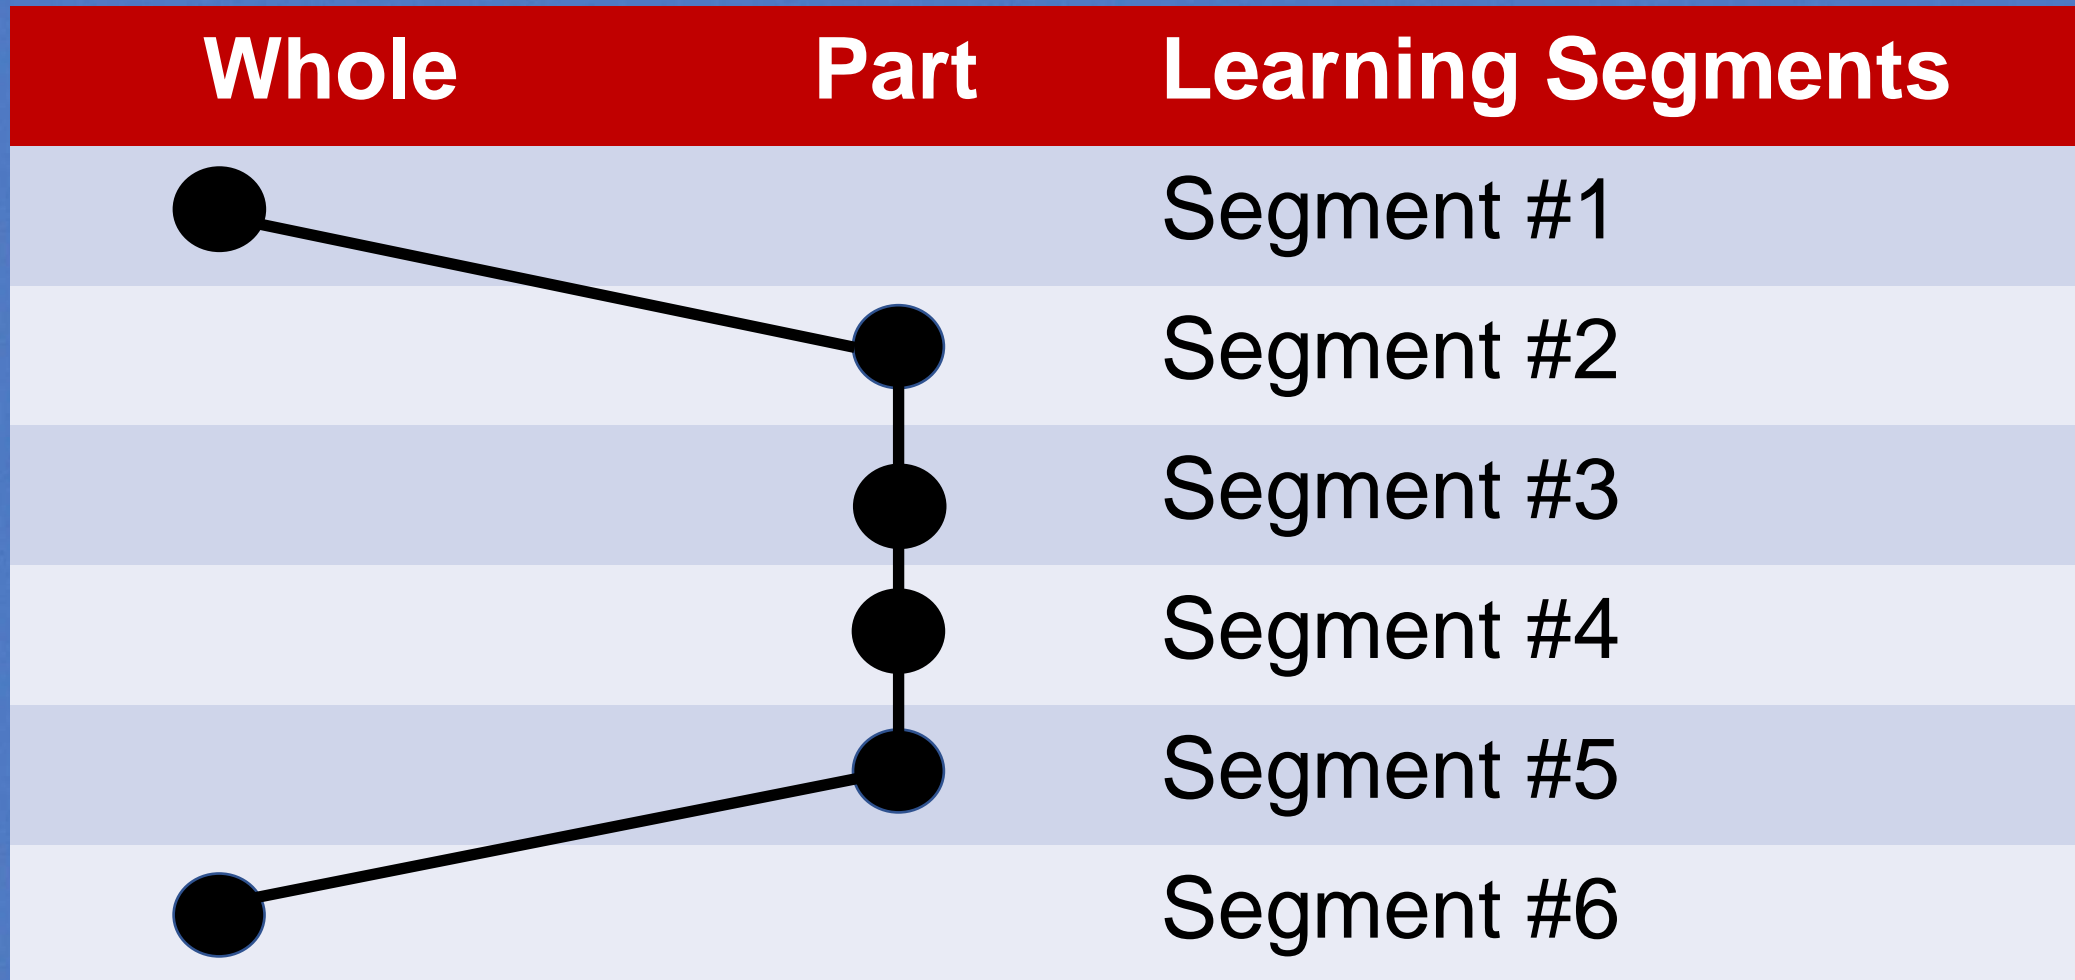 Whole Part Learning Segments
Segment #1
Segment #2
Segment #3
Segment #4
Segment #5
Segment #6